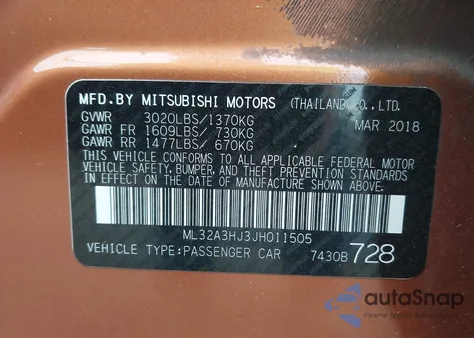 MFD.BY MITSUBISHI MOTORS (THAILAND)CO.,LTD.
GVWR 3020LBS/1370KG MAR 2018
GAWR FR 1609LBS/ 730KG
GAWR RR 1477LBS/ 670KG
THIS VEHICLE CONFORMS TO ALL APPLICABLE FEDERAL MOTOR
VEHICLE SAFETY, BUMPER, AND THEFT PREVENTION STANDARDS IN
EFFECT ON THE DATE OF MANUFACTURE SHOWN ABOVE.
ML32A3HJ3JH011505
VEHICLE TYPE:PASSENGER CAR 7430B 728
autoSnap